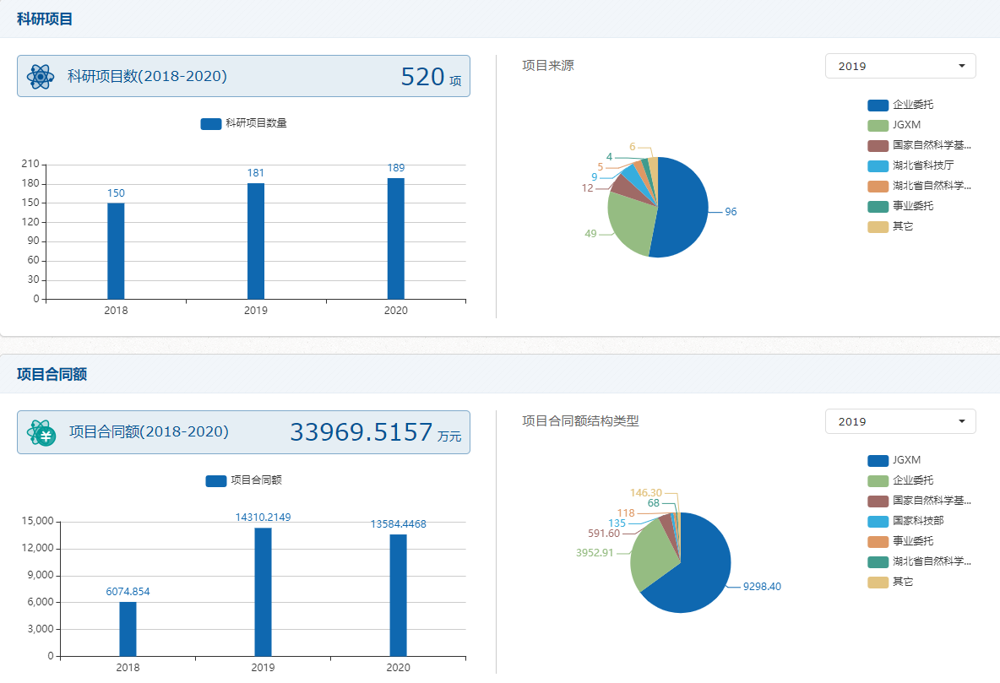 科研项目
科研项目数(2018-2020) 520 项
科研项目数量
210
180
150
120
90
60
30
0
150
181
189
2018 2019 2020
项目来源
2019
企业委托
JGXM
国家自然科学基...
湖北省科技厅
湖北省自然科学...
事业委托
其它
6
4
5
9
12
49
96
项目合同额
项目合同额(2018-2020) 33969.5157 万元
项目合同额
15,000
12,000
9,000
6,000
3,000
0
6074.854
14310.2149
13584.4468
2018 2019 2020
项目合同额结构类型
2019
JGXM
企业委托
国家自然科学基...
国家科技部
事业委托
湖北省自然科学...
其它
146.30
68
118
135
591.60
3952.91
9298.40